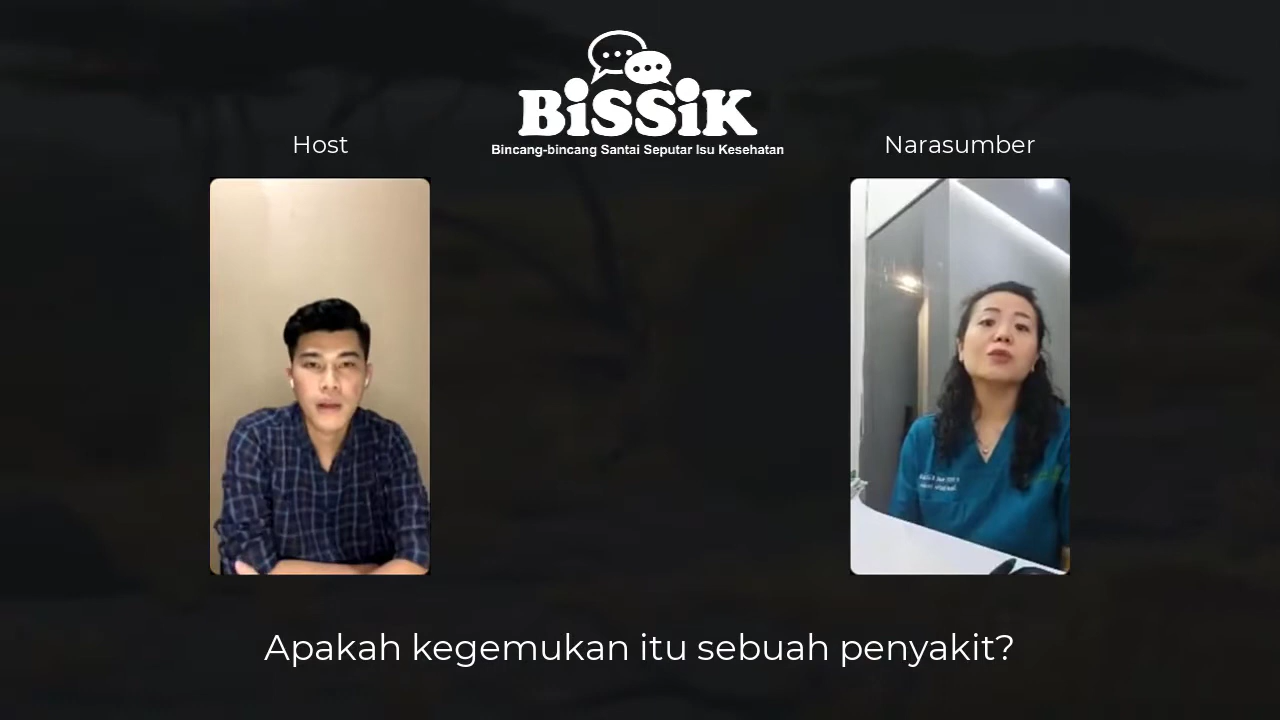 BiSSiK
Bincang-bincang Santai Seputar Isu Kesehatan
Host
Narasumber
Apakah kegemukan itu sebuah penyakit?